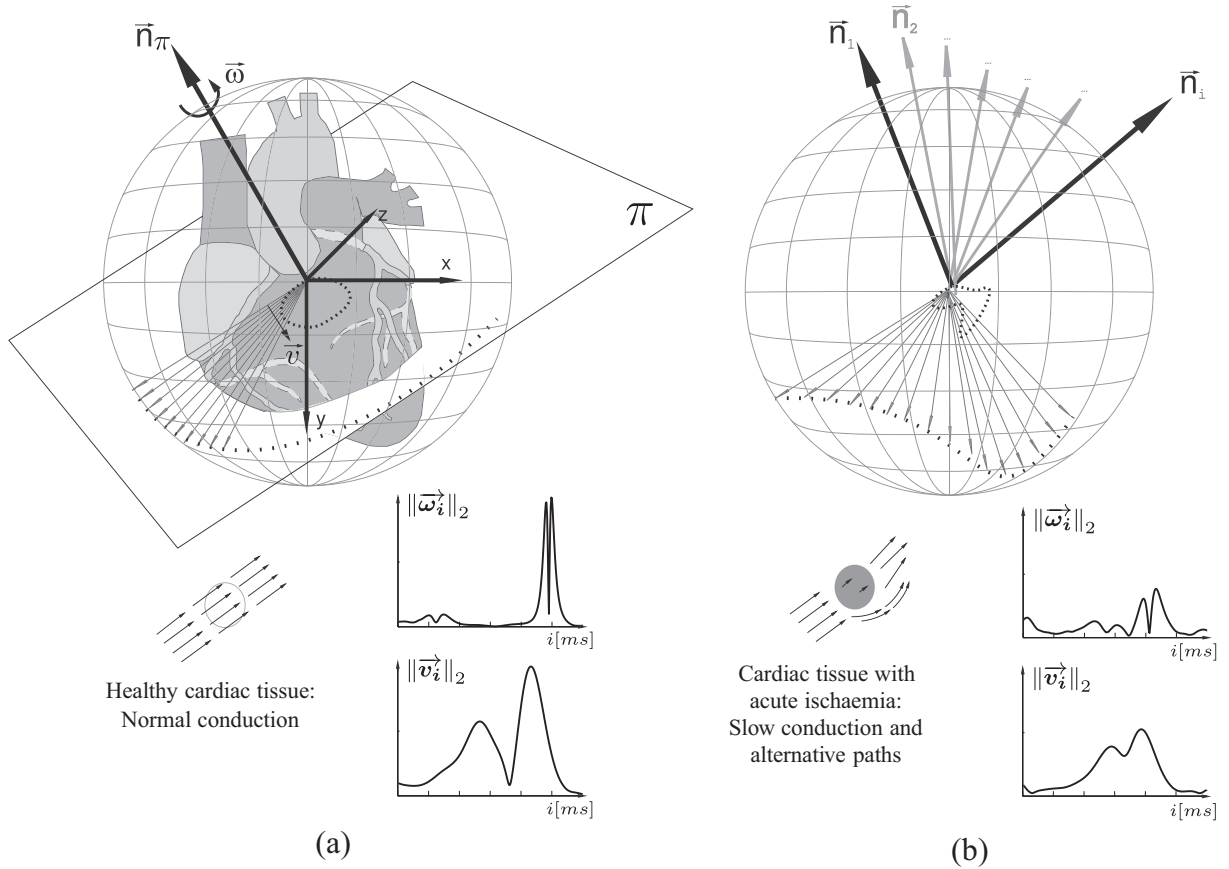 n⃗π
ω⃗
π
z
x
v⃗
y
‖ω⃗ᵢ‖₂
i[ms]
‖v⃗ᵢ‖₂
i[ms]
Healthy cardiac tissue:
Normal conduction
(a)
n⃗₁
n⃗₂
...
...
...
...
n⃗ᵢ
‖ω⃗ᵢ‖₂
i[ms]
‖v⃗ᵢ‖₂
i[ms]
Cardiac tissue with
acute ischaemia:
Slow conduction and
alternative paths
(b)